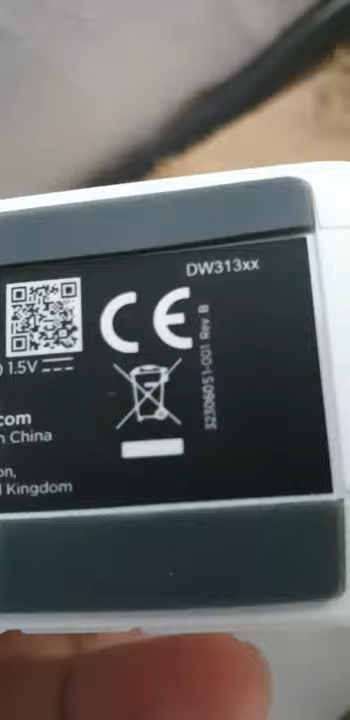 DW313xx
CE
1.5V
32306051-001 Rev B
com
China
on,
Kingdom